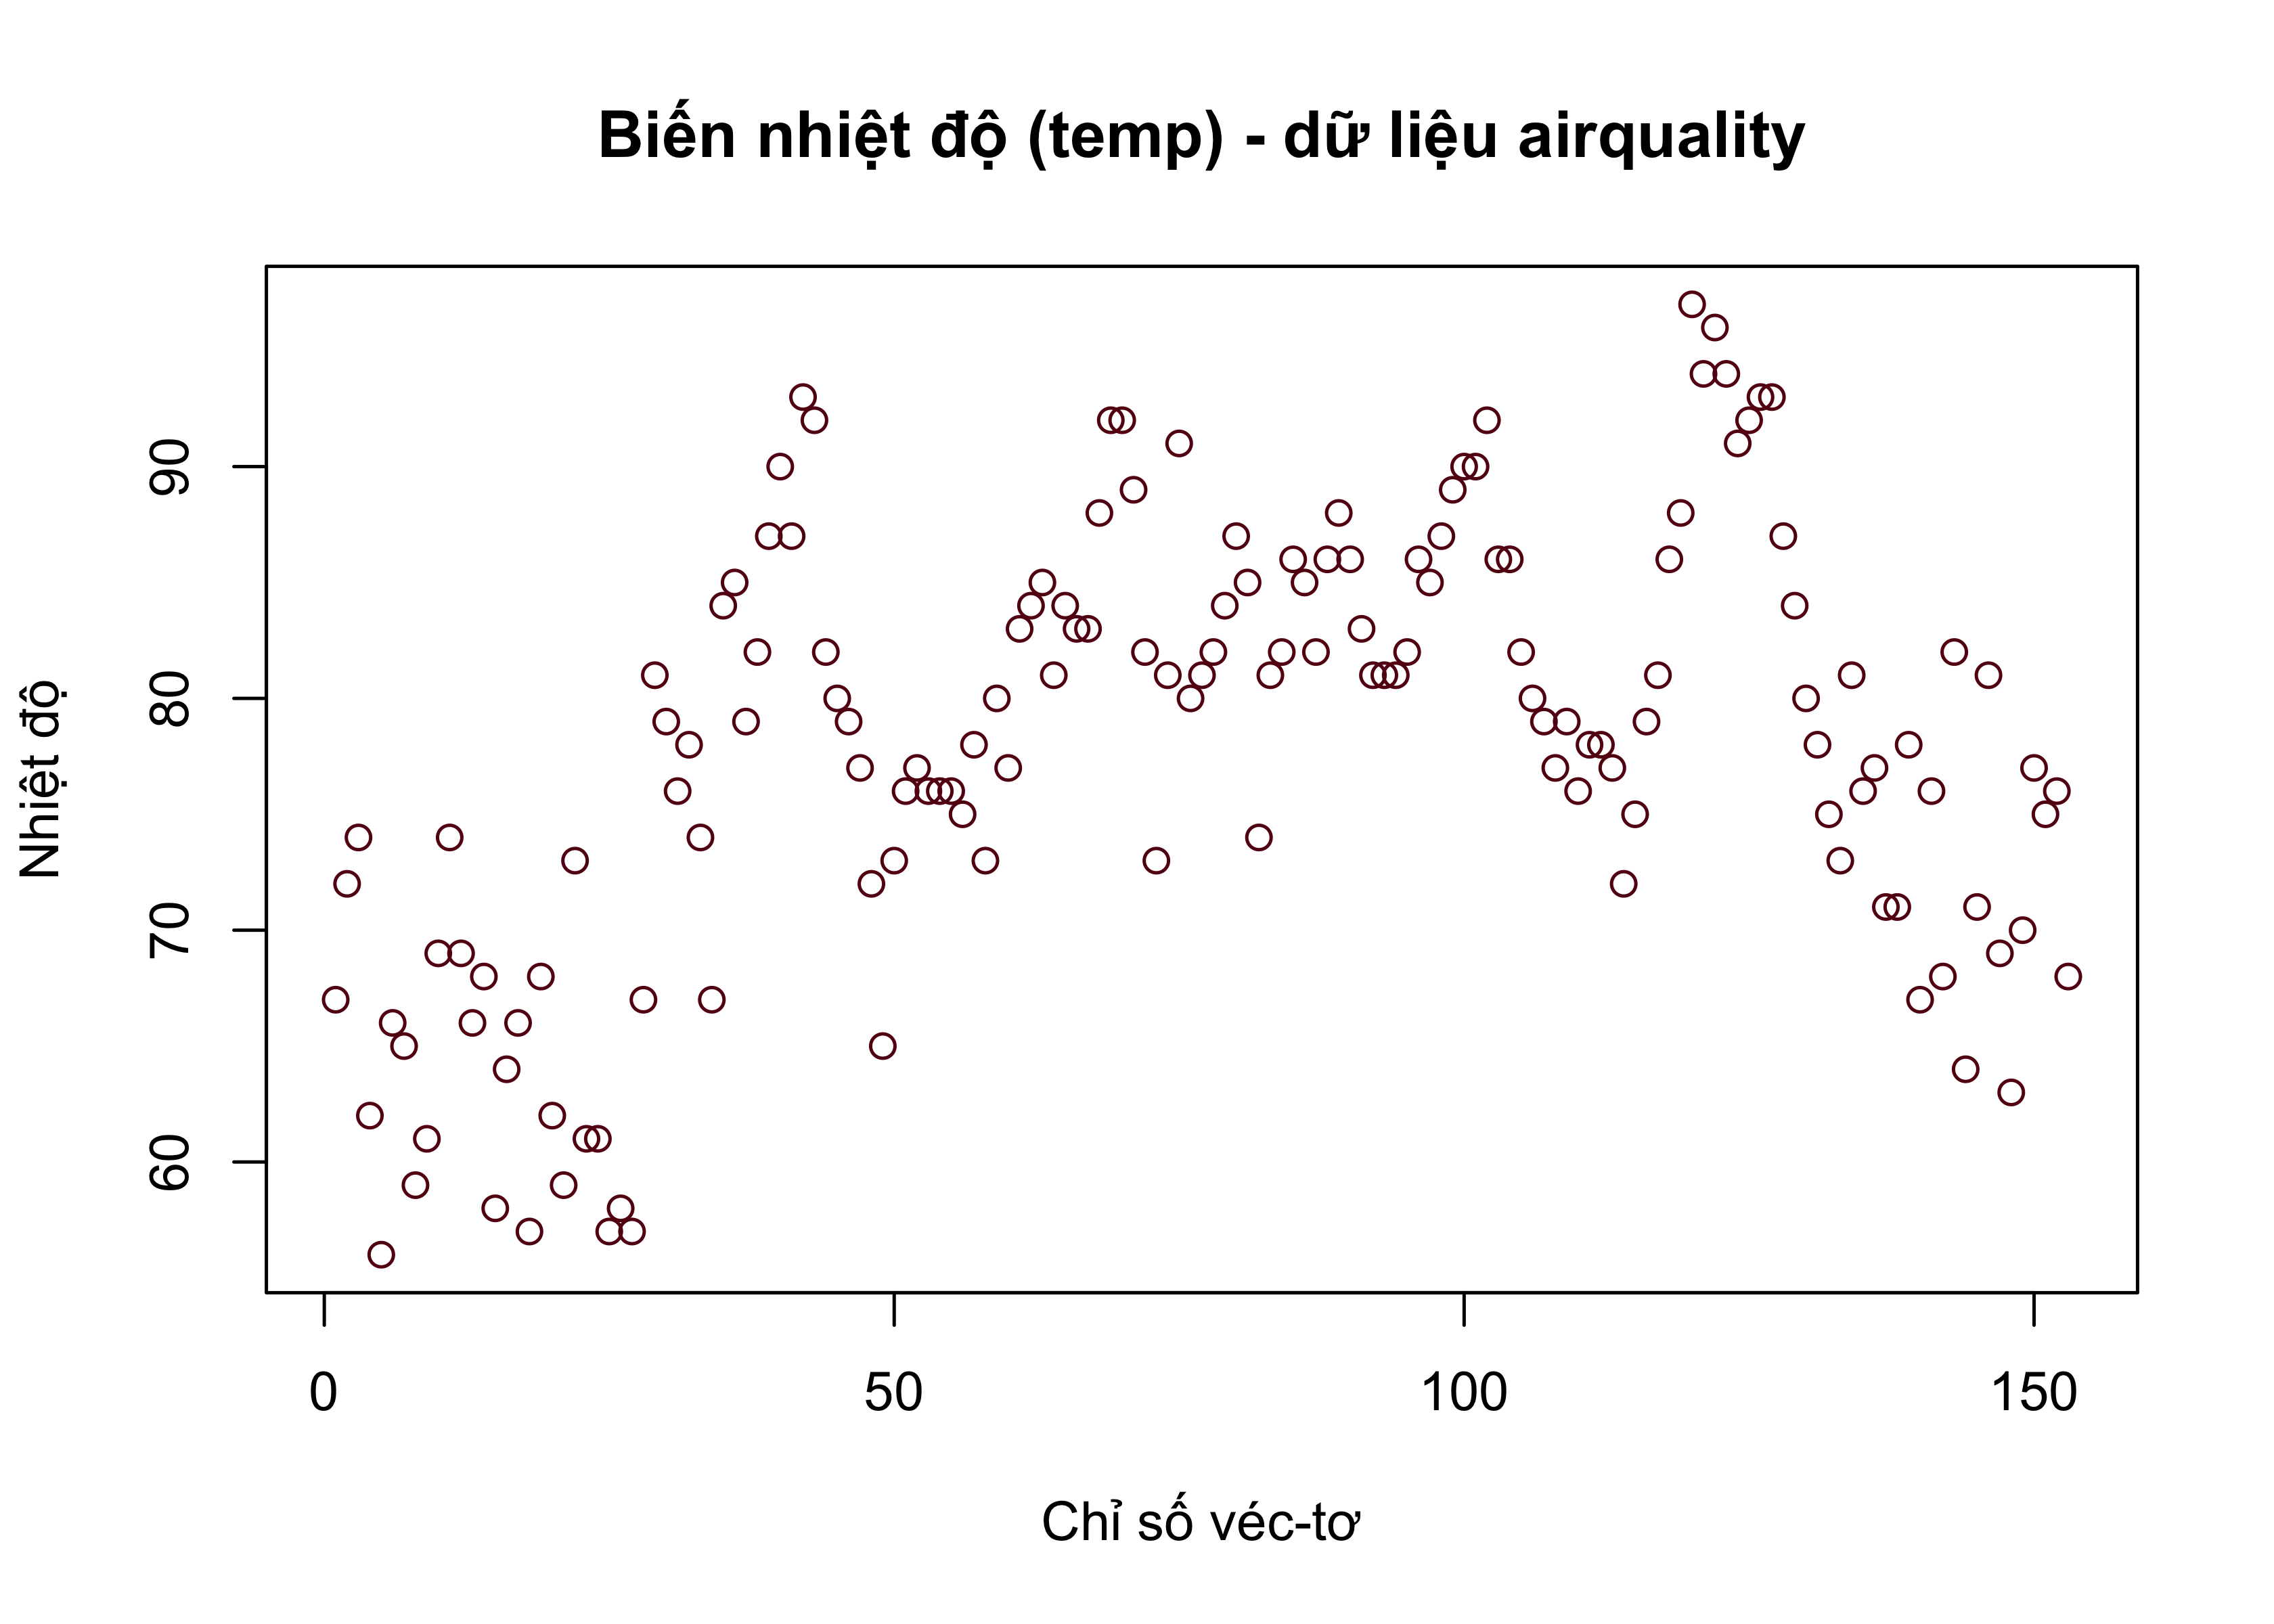 Biến nhiệt độ (temp) - dữ liệu airquality
Nhiệt độ
90
80
70
60
0 50 100 150
Chỉ số véc-tơ